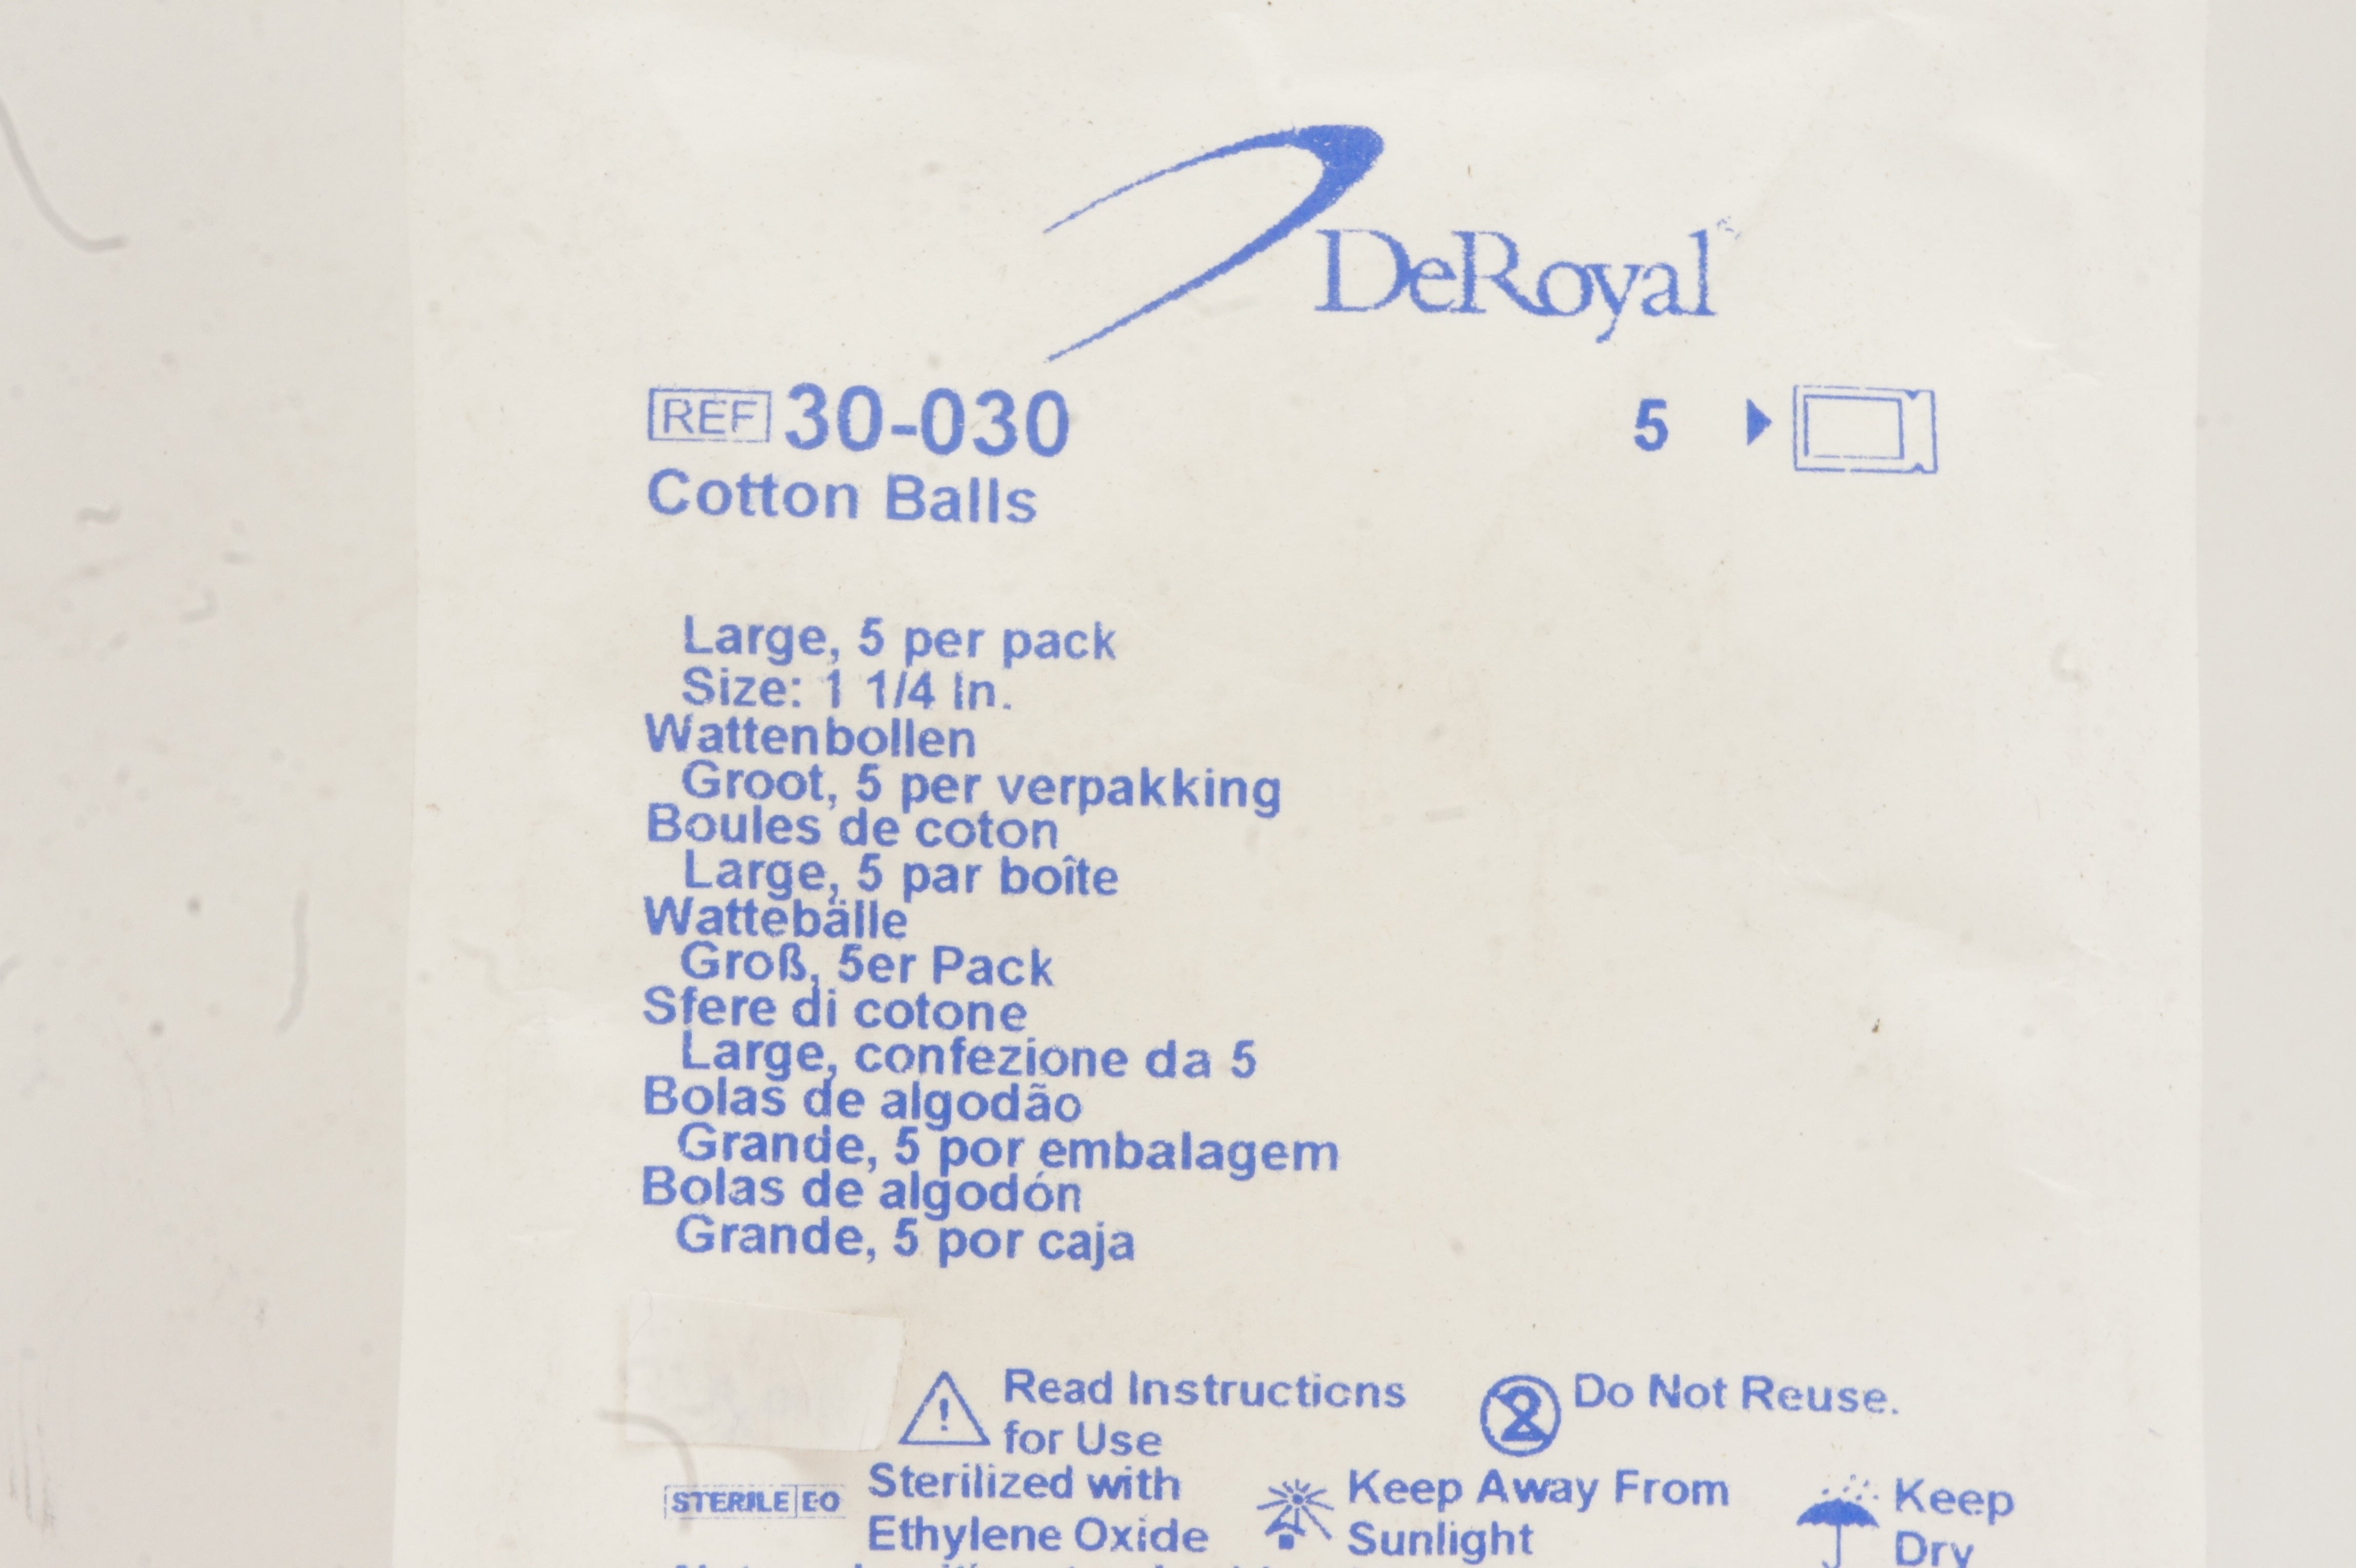 DeRoyal
REF 30-030
5
Cotton Balls
Large, 5 per pack
Size: 1 1/4 In.
Wattenbollen
Groot, 5 per verpakking
Boules de coton
Large, 5 par boîte
Wattebälle
Groß, 5er Pack
Sfere di cotone
Large, confezione da 5
Bolas de algodão
Grande, 5 por embalagem
Bolas de algodón
Grande, 5 por caja
Read Instructions
for Use
2 Do Not Reuse.
STERILE EO
Sterilized with
Ethylene Oxide
Keep Away From
Sunlight
Keep
Dry